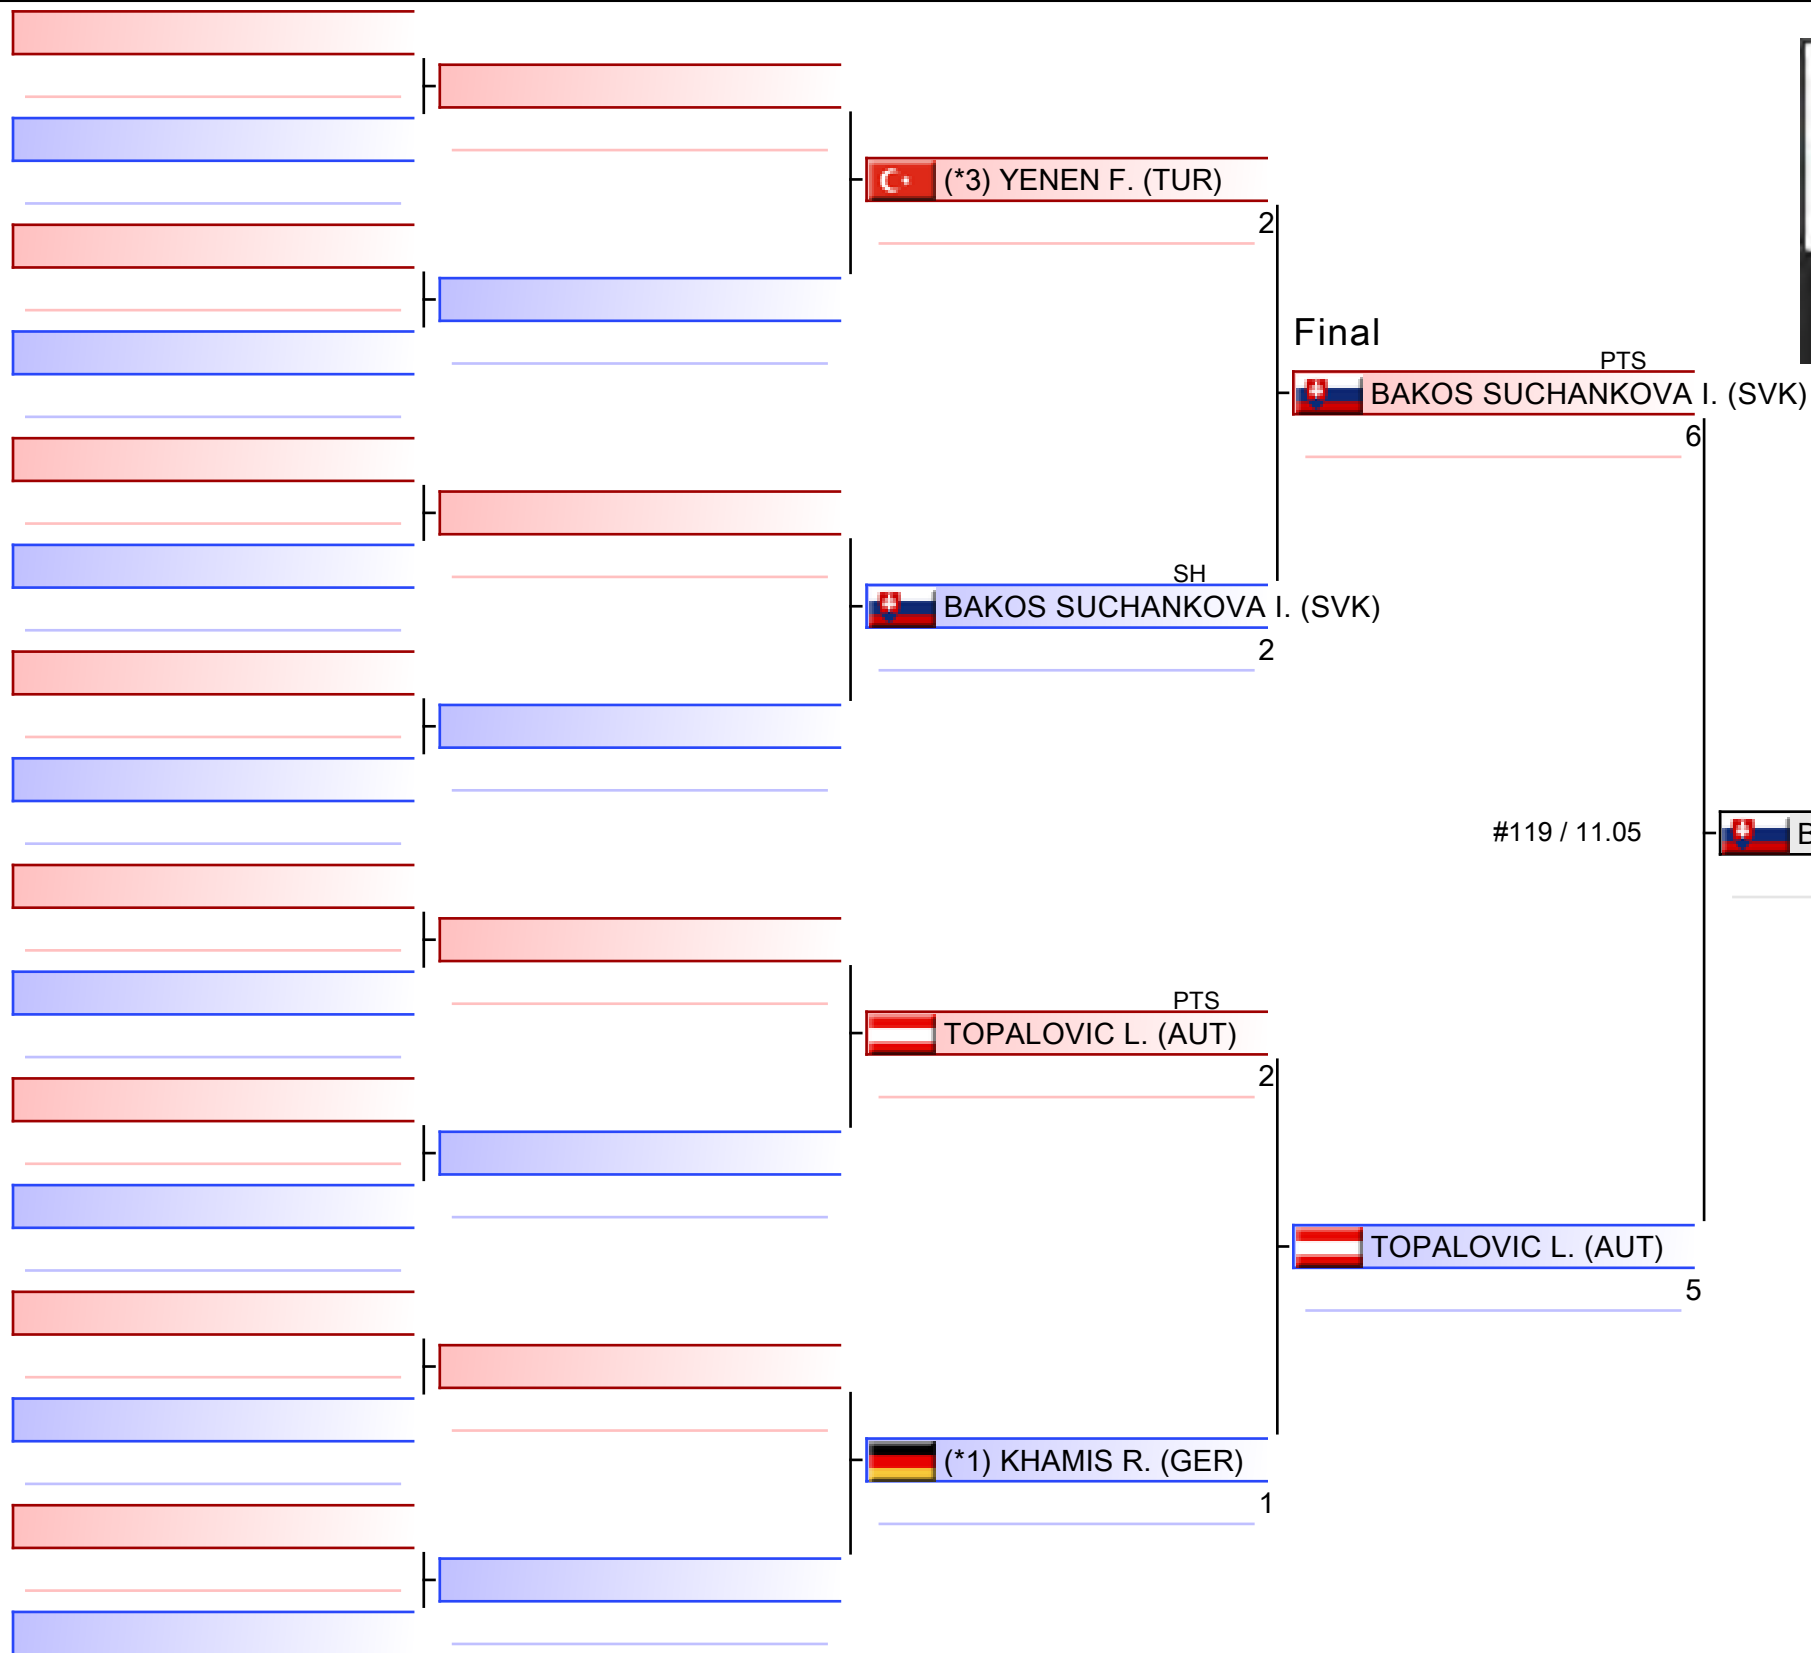 (*3) YENEN F. (TUR)
2
Final
PTS
BAKOS SUCHANKOVA I. (SVK)
6
SH
BAKOS SUCHANKOVA I. (SVK)
2
#119 / 11.05
B
PTS
TOPALOVIC L. (AUT)
2
TOPALOVIC L. (AUT)
5
(*1) KHAMIS R. (GER)
1